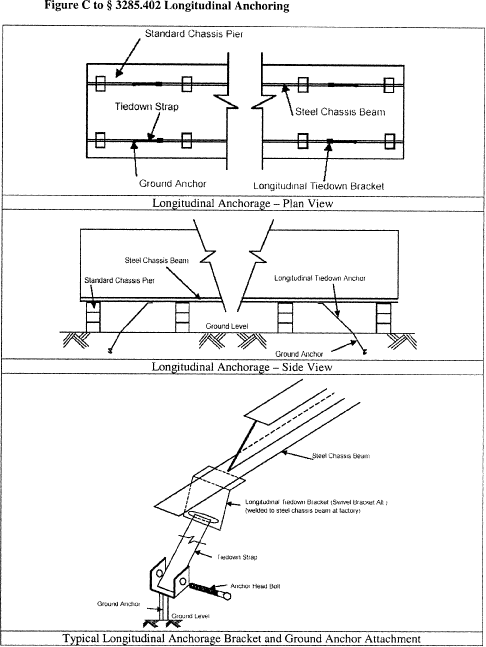 Figure C to § 3285.402 Longitudinal Anchoring
Standard Chassis Pier
Tiedown Strap
Steel Chassis Beam
Ground Anchor
Longitudinal Tiedown Bracket
Longitudinal Anchorage – Plan View
Steel Chassis Beam
Standard Chassis Pier
Longitudinal Tiedown Anchor
Ground Level
Ground Anchor
Longitudinal Anchorage – Side View
Steel Chassis Beam
Longitudinal Tiedown Bracket (Swivel Bracket Alt.)
(welded to steel chassis beam at factory)
Tiedown Strap
Anchor Head Bolt
Ground Anchor
Ground Level
Typical Longitudinal Anchorage Bracket and Ground Anchor Attachment